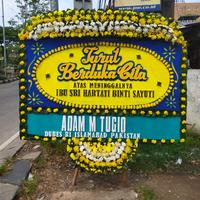 Turut
Berduka Cita
ATAS MENINGGALNYA
IBU SRI HARTATI BINTI SAYUTI
ADAM M TUGIO
DUBES RI ISLAMABAD PAKISTAN